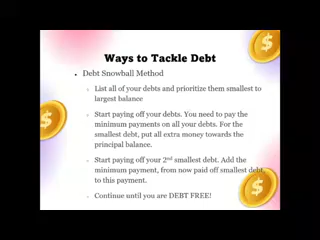 Ways to Tackle Debt
Debt Snowball Method
List all of your debts and prioritize them smallest to
largest balance
Start paying off your debts. You need to pay the
minimum payments on all your debts. For the
smallest debt, put all extra money towards the
principal balance.
Start paying off your 2nd smallest debt. Add the
minimum payment, from now paid off smallest debt,
to this payment.
Continue until you are DEBT FREE!